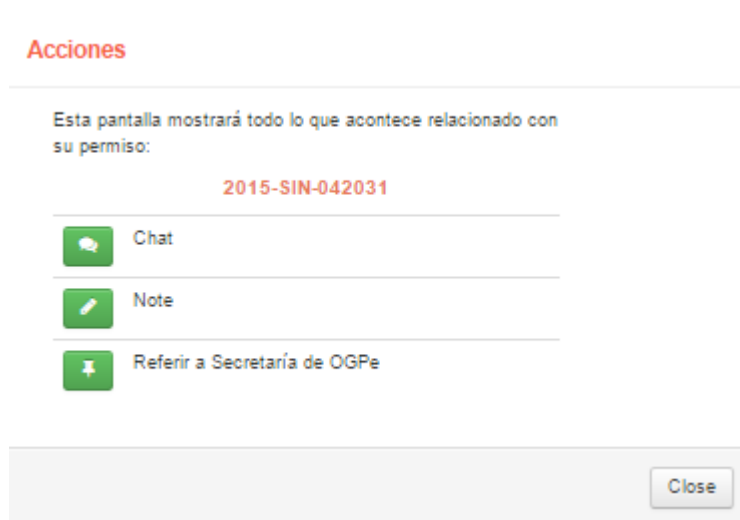 Acciones
Esta pantalla mostrará todo lo que acontece relacionado con
su permiso:
2015-SIN-042031
Chat
Note
Referir a Secretaría de OGPe
Close